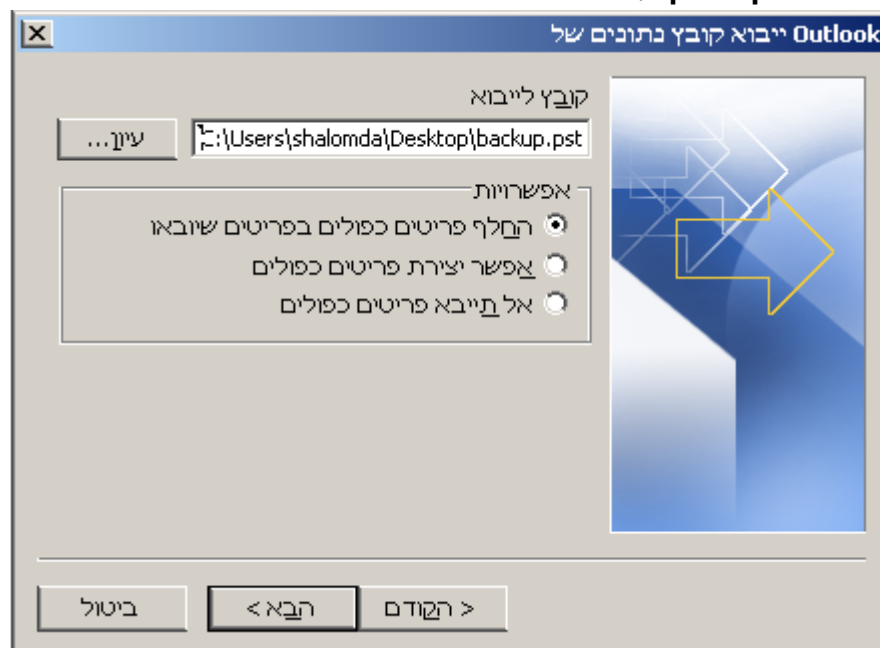 ייבוא קובץ נתונים של Outlook
קובץ לייבוא
:\Users\shalomda\Desktop\backup.pst
עיון...
אפשרויות
החלף פריטים כפולים בפריטים שיובאו
אפשר יצירת פריטים כפולים
אל תייבא פריטים כפולים
< הקודם
הבא >
ביטול